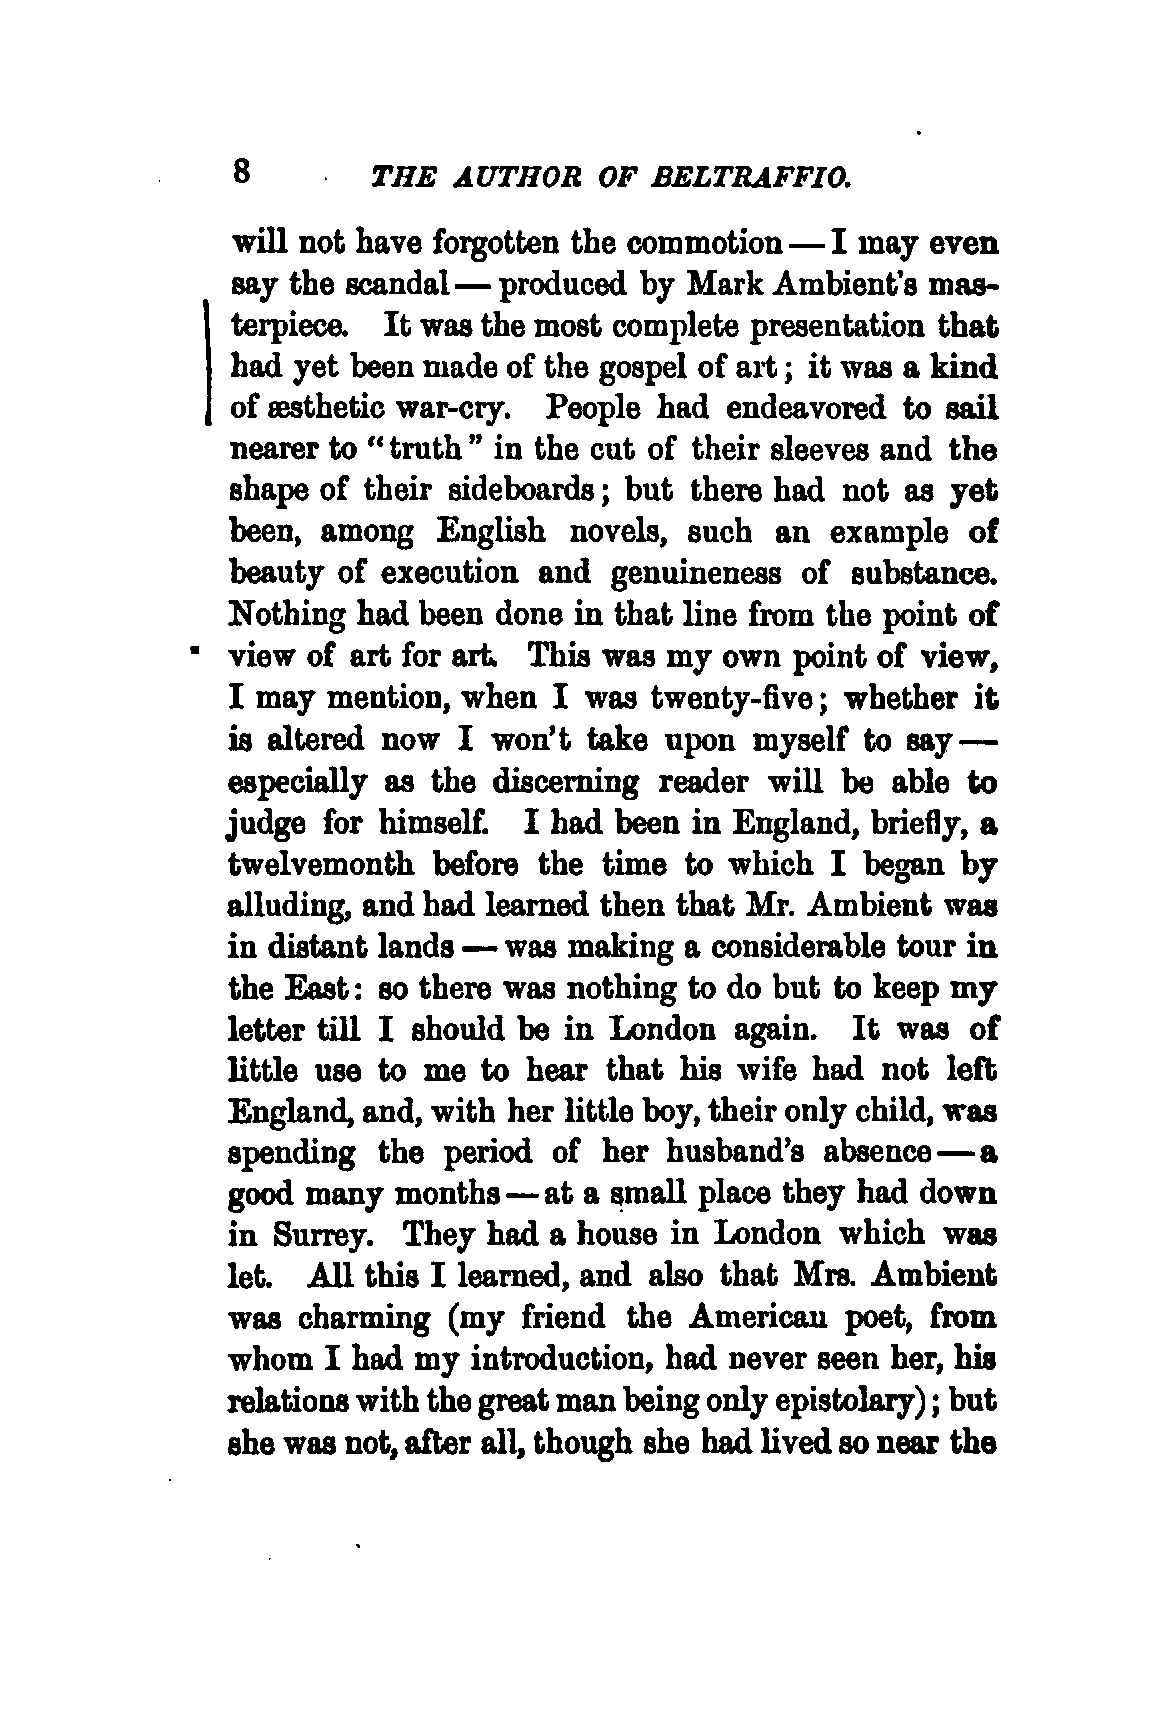 8 THE AUTHOR OF BELTRAFFIO.
will not have forgotten the commotion — I may even
say the scandal — produced by Mark Ambient's mas-
terpiece. It was the most complete presentation that
had yet been made of the gospel of art; it was a kind
of æsthetic war-cry. People had endeavored to sail
nearer to "truth" in the cut of their sleeves and the
shape of their sideboards; but there had not as yet
been, among English novels, such an example of
beauty of execution and genuineness of substance.
Nothing had been done in that line from the point of
view of art for art. This was my own point of view,
I may mention, when I was twenty-five; whether it
is altered now I won't take upon myself to say —
especially as the discerning reader will be able to
judge for himself. I had been in England, briefly, a
twelvemonth before the time to which I began by
alluding, and had learned then that Mr. Ambient was
in distant lands — was making a considerable tour in
the East: so there was nothing to do but to keep my
letter till I should be in London again. It was of
little use to me to hear that his wife had not left
England, and, with her little boy, their only child, was
spending the period of her husband's absence — a
good many months — at a small place they had down
in Surrey. They had a house in London which was
let. All this I learned, and also that Mrs. Ambient
was charming (my friend the American poet, from
whom I had my introduction, had never seen her, his
relations with the great man being only epistolary); but
she was not, after all, though she had lived so near the